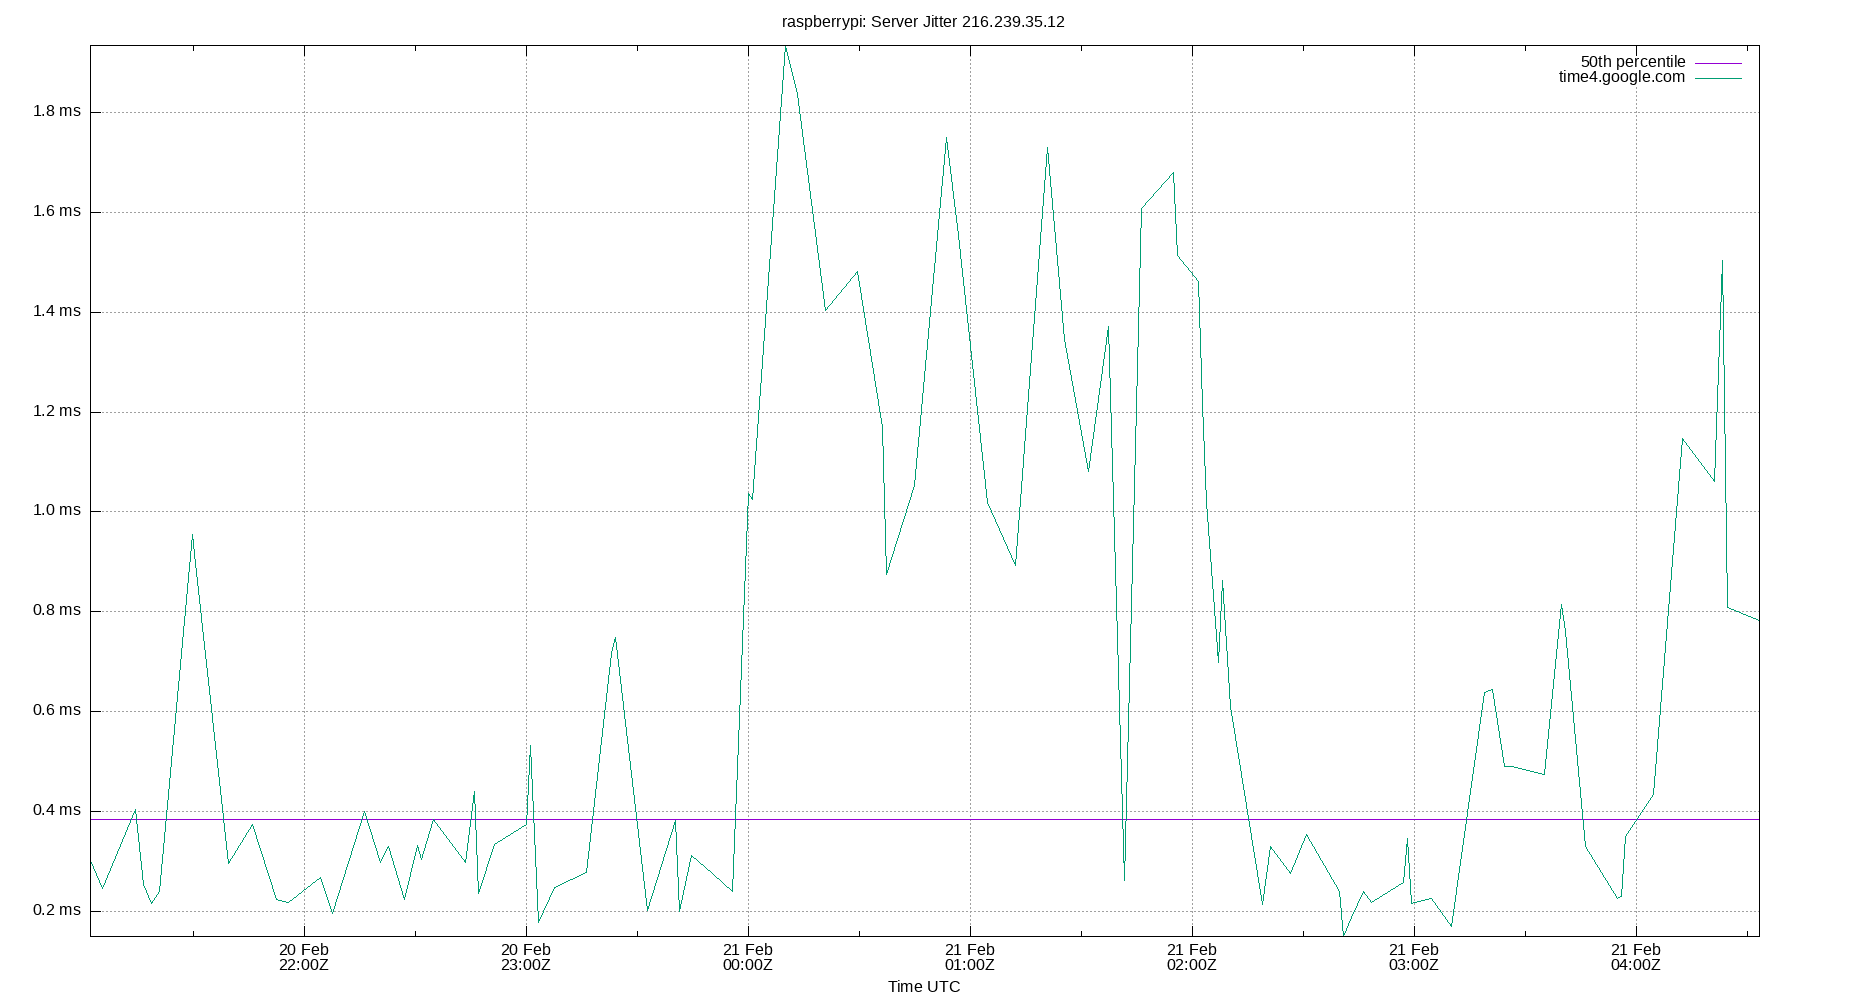 raspberrypi: Server Jitter 216.239.35.12
50th percentile
time4.google.com
1.8 ms
1.6 ms
1.4 ms
1.2 ms
1.0 ms
0.8 ms
0.6 ms
0.4 ms
0.2 ms
20 Feb
22:00Z
20 Feb
23:00Z
21 Feb
00:00Z
21 Feb
01:00Z
21 Feb
02:00Z
21 Feb
03:00Z
21 Feb
04:00Z
Time UTC